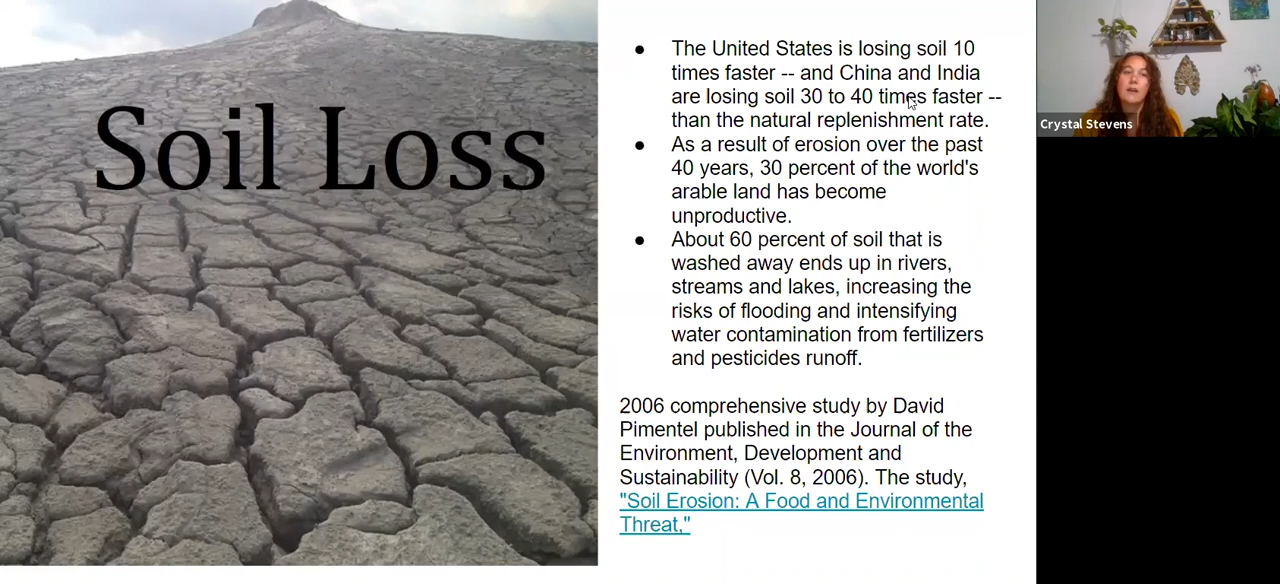 Soil Loss
● The United States is losing soil 10
times faster -- and China and India
are losing soil 30 to 40 times faster --
than the natural replenishment rate.
● As a result of erosion over the past
40 years, 30 percent of the world's
arable land has become
unproductive.
● About 60 percent of soil that is
washed away ends up in rivers,
streams and lakes, increasing the
risks of flooding and intensifying
water contamination from fertilizers
and pesticides runoff.
2006 comprehensive study by David
Pimentel published in the Journal of the
Environment, Development and
Sustainability (Vol. 8, 2006). The study,
"Soil Erosion: A Food and Environmental
Threat,"
Crystal Stevens